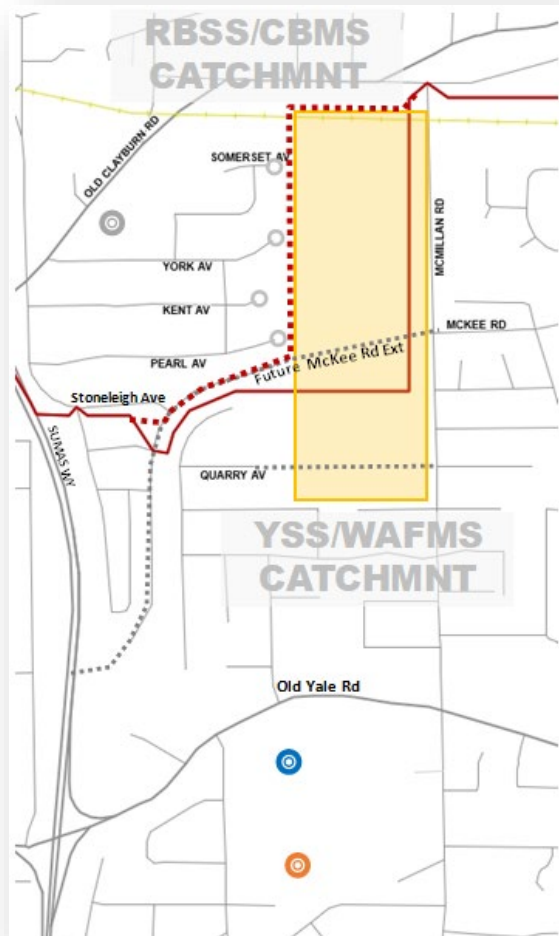 RBSS/CBMS
CATCHMNT
OLD CLAYBURN RD
SOMERSET AV
MCMILLAN RD
YORK AV
KENT AV
MCKEE RD
PEARL AV
Future McKee Rd Ext
Stoneleigh Ave
SUMAS WY
QUARRY AV
YSS/WAFMS
CATCHMNT
Old Yale Rd